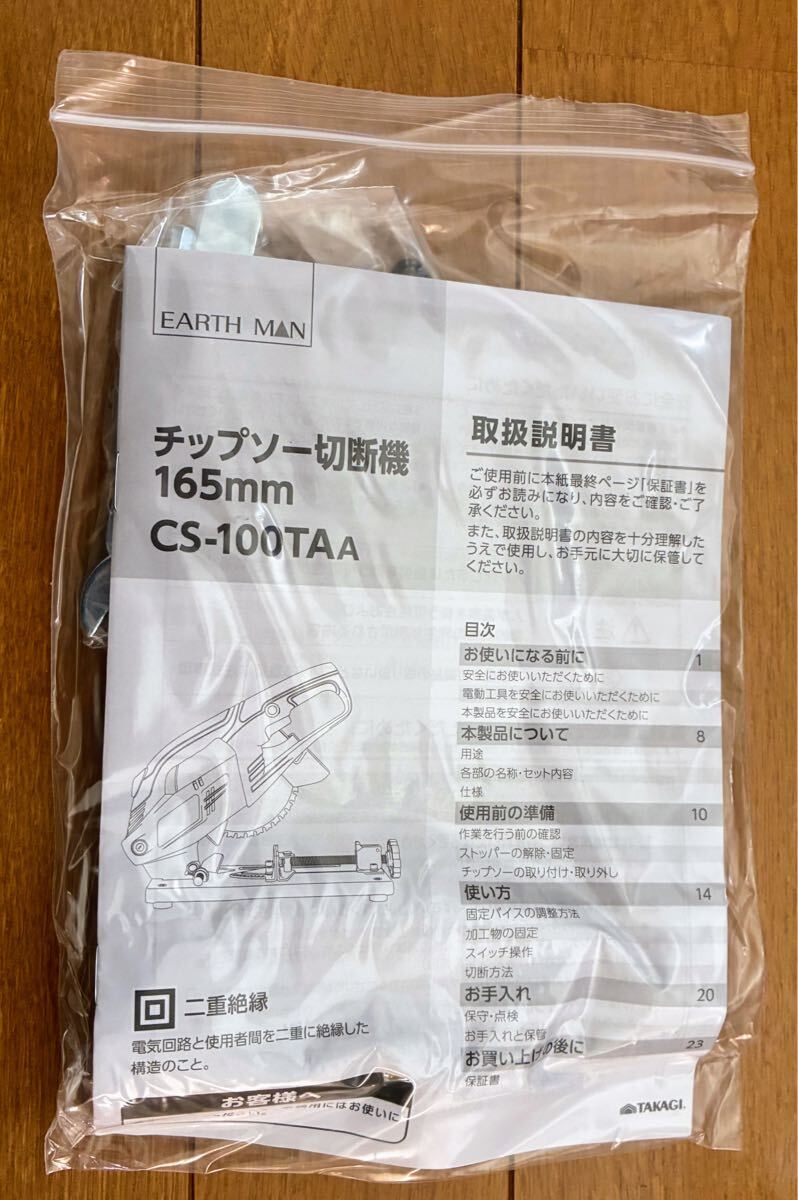 EARTH MAN
チップソー切断機
165mm
CS-100TAA
取扱説明書
ご使用前に本紙最終ページ「保証書」を
必ずお読みになり、内容をご確認・ご了
承ください。
また、取扱説明書の内容を十分理解した
うえで使用し、お手元に大切に保管して
ください。
目次
お使いになる前に 1
安全にお使いいただくために
電動工具を安全にお使いいただくために
本製品を安全にお使いいただくために
本製品について 8
用途
各部の名称・セット内容
仕様
使用前の準備 10
作業を行う前の確認
ストッパーの解除・固定
チップソーの取り付け・取り外し
使い方 14
固定バイスの調整方法
加工物の固定
スイッチ操作
切断方法
お手入れ 20
保守・点検
お手入れと保管
お買い上げの後に 23
保証書
二重絶縁
電気回路と使用者間を二重に絶縁した
構造のこと。
お客様へ
にはお使いに
TAKAGI